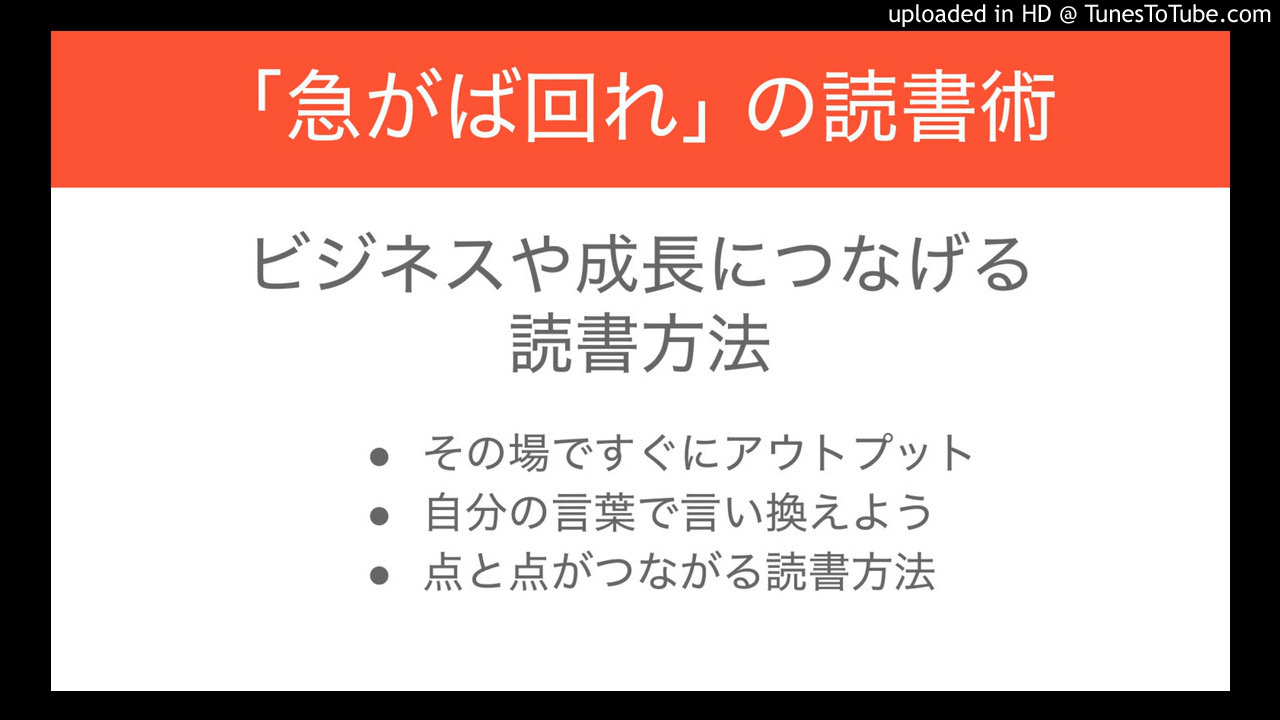 uploaded in HD @ TunesToTube.com
「急がば回れ」の読書術
ビジネスや成長につなげる
読書方法
● その場ですぐにアウトプット
● 自分の言葉で言い換えよう
● 点と点がつながる読書方法